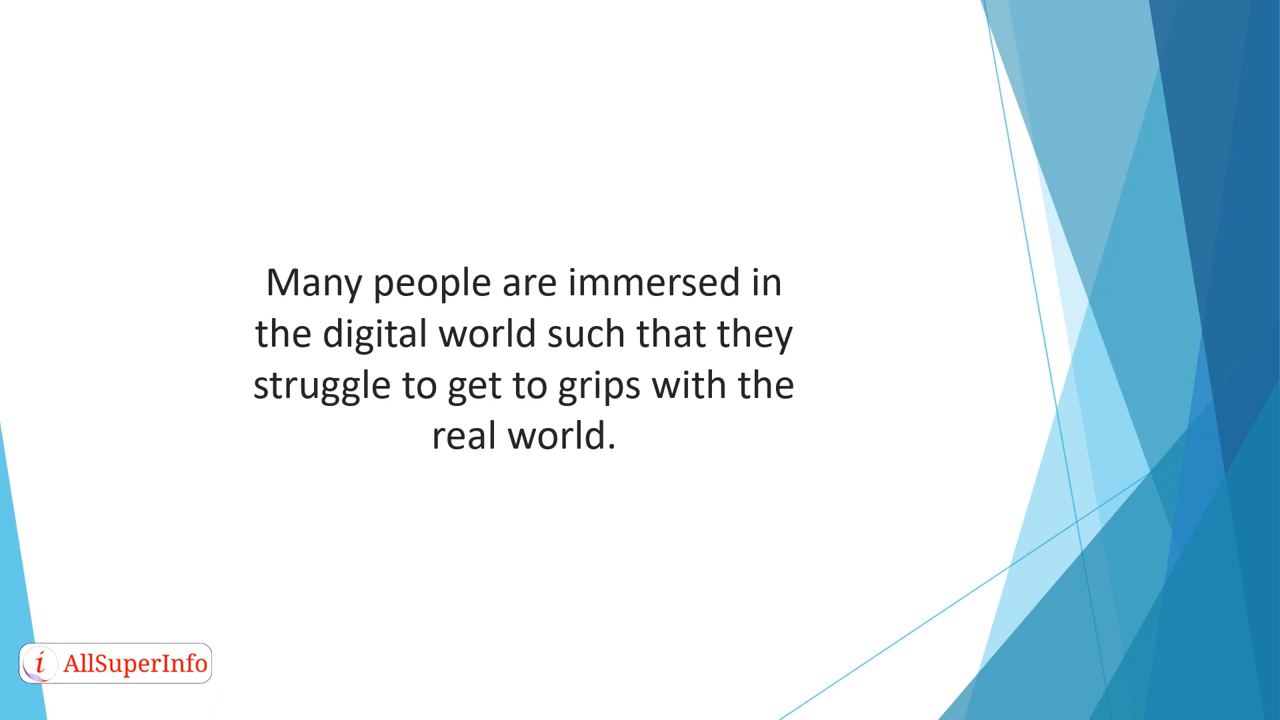 Many people are immersed in
the digital world such that they
struggle to get to grips with the
real world.
i AllSuperInfo